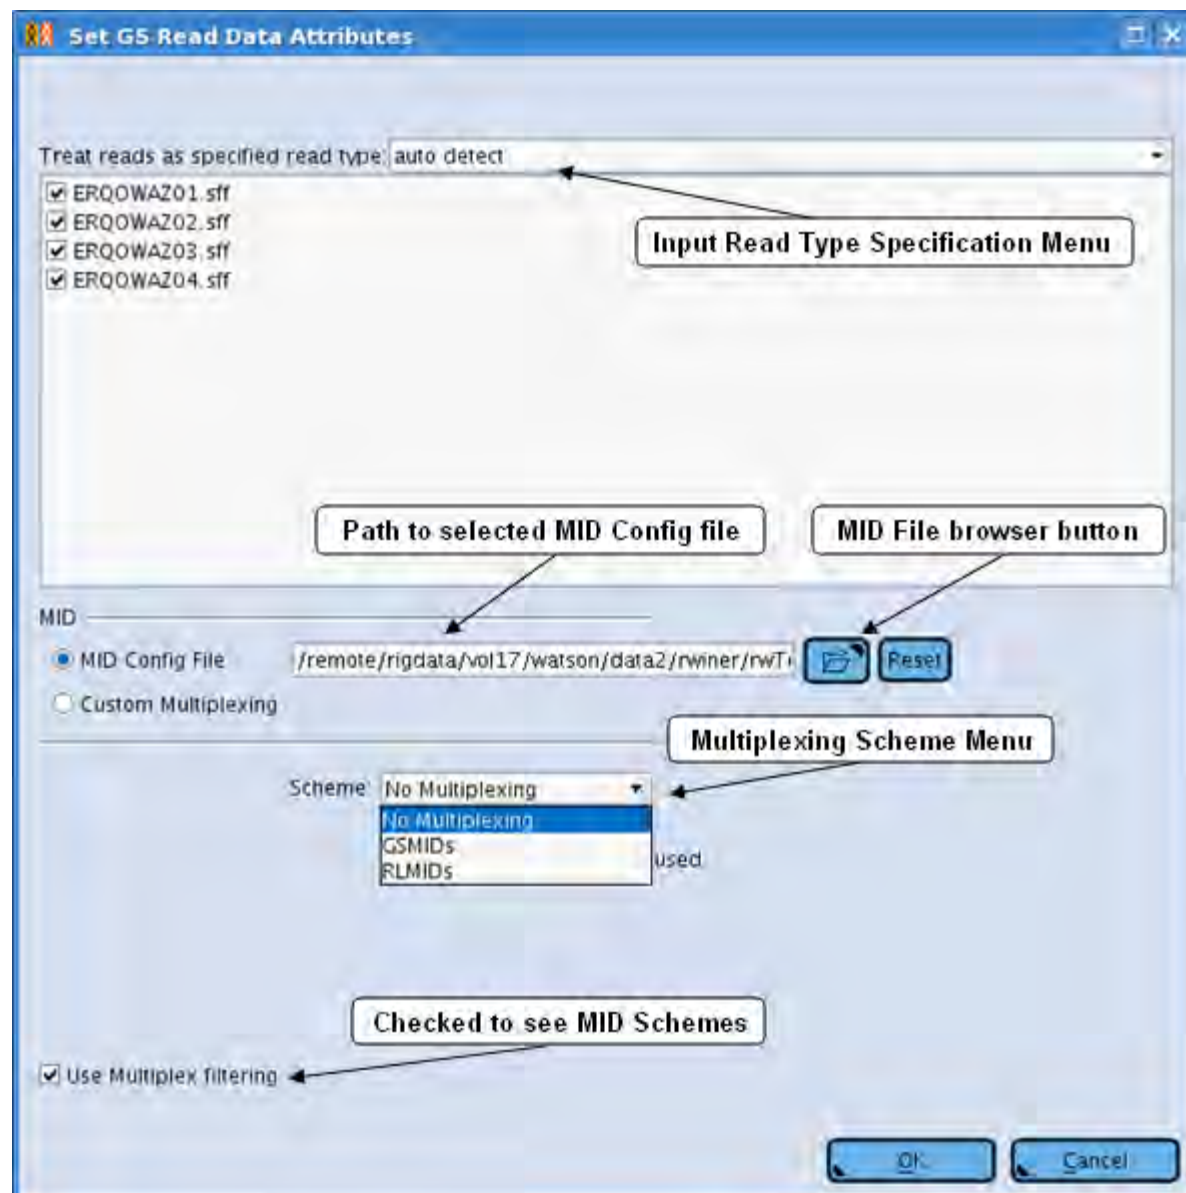 Set GS Read Data Attributes
Treat reads as specified read type: auto detect
ERQOWAZ01.sff
ERQOWAZ02.sff
ERQOWAZ03.sff
ERQOWAZ04.sff
Input Read Type Specification Menu
Path to selected MID Config file
MID File browser button
MID
MID Config File
/remote/rigdata/vol17/watson/data2/rwiner/rwT
Reset
Custom Multiplexing
Multiplexing Scheme Menu
Scheme: No Multiplexing
No Multiplexing
GSMIDs
RLMIDs
used
Checked to see MID Schemes
Use Multiplex filtering
OK
Cancel